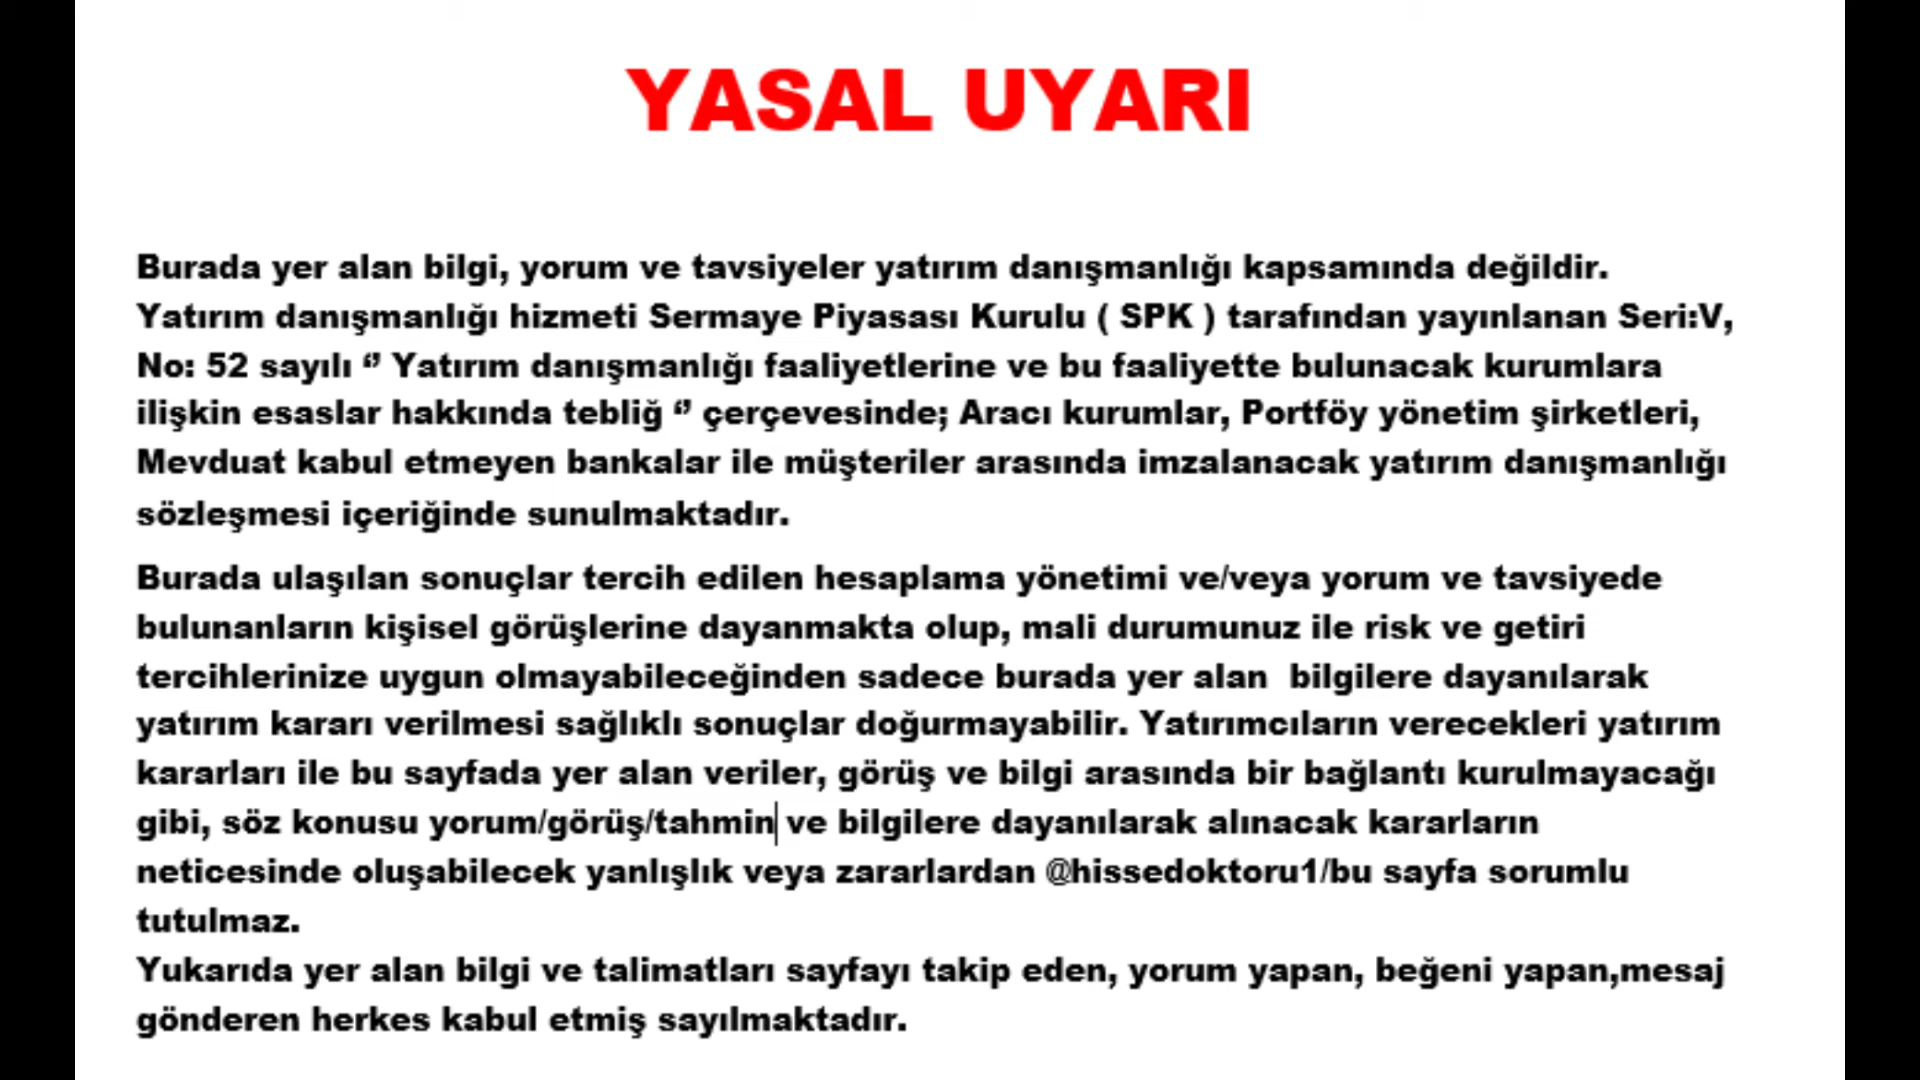 YASAL UYARI
Burada yer alan bilgi, yorum ve tavsiyeler yatırım danışmanlığı kapsamında değildir.
Yatırım danışmanlığı hizmeti Sermaye Piyasası Kurulu ( SPK ) tarafından yayınlanan Seri:V,
No: 52 sayılı “ Yatırım danışmanlığı faaliyetlerine ve bu faaliyette bulunacak kurumlara
ilişkin esaslar hakkında tebliğ “ çerçevesinde; Aracı kurumlar, Portföy yönetim şirketleri,
Mevduat kabul etmeyen bankalar ile müşteriler arasında imzalanacak yatırım danışmanlığı
sözleşmesi içeriğinde sunulmaktadır.
Burada ulaşılan sonuçlar tercih edilen hesaplama yönetimi ve/veya yorum ve tavsiyede
bulunanların kişisel görüşlerine dayanmakta olup, mali durumunuz ile risk ve getiri
tercihlerinize uygun olmayabileceğinden sadece burada yer alan  bilgilere dayanılarak
yatırım kararı verilmesi sağlıklı sonuçlar doğurmayabilir. Yatırımcıların verecekleri yatırım
kararları ile bu sayfada yer alan veriler, görüş ve bilgi arasında bir bağlantı kurulmayacağı
gibi, söz konusu yorum/görüş/tahmin ve bilgilere dayanılarak alınacak kararların
neticesinde oluşabilecek yanlışlık veya zararlardan @hissedoktoru1/bu sayfa sorumlu
tutulmaz.
Yukarıda yer alan bilgi ve talimatları sayfayı takip eden, yorum yapan, beğeni yapan,mesaj
gönderen herkes kabul etmiş sayılmaktadır.